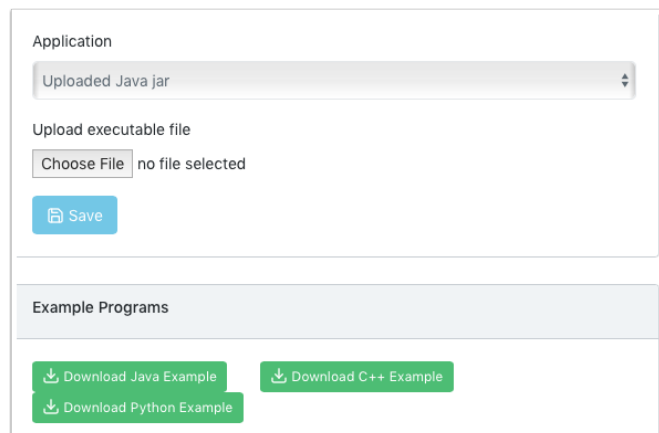 Application
Uploaded Java jar
Upload executable file
Choose File no file selected
Save
Example Programs
Download Java Example Download C++ Example
Download Python Example